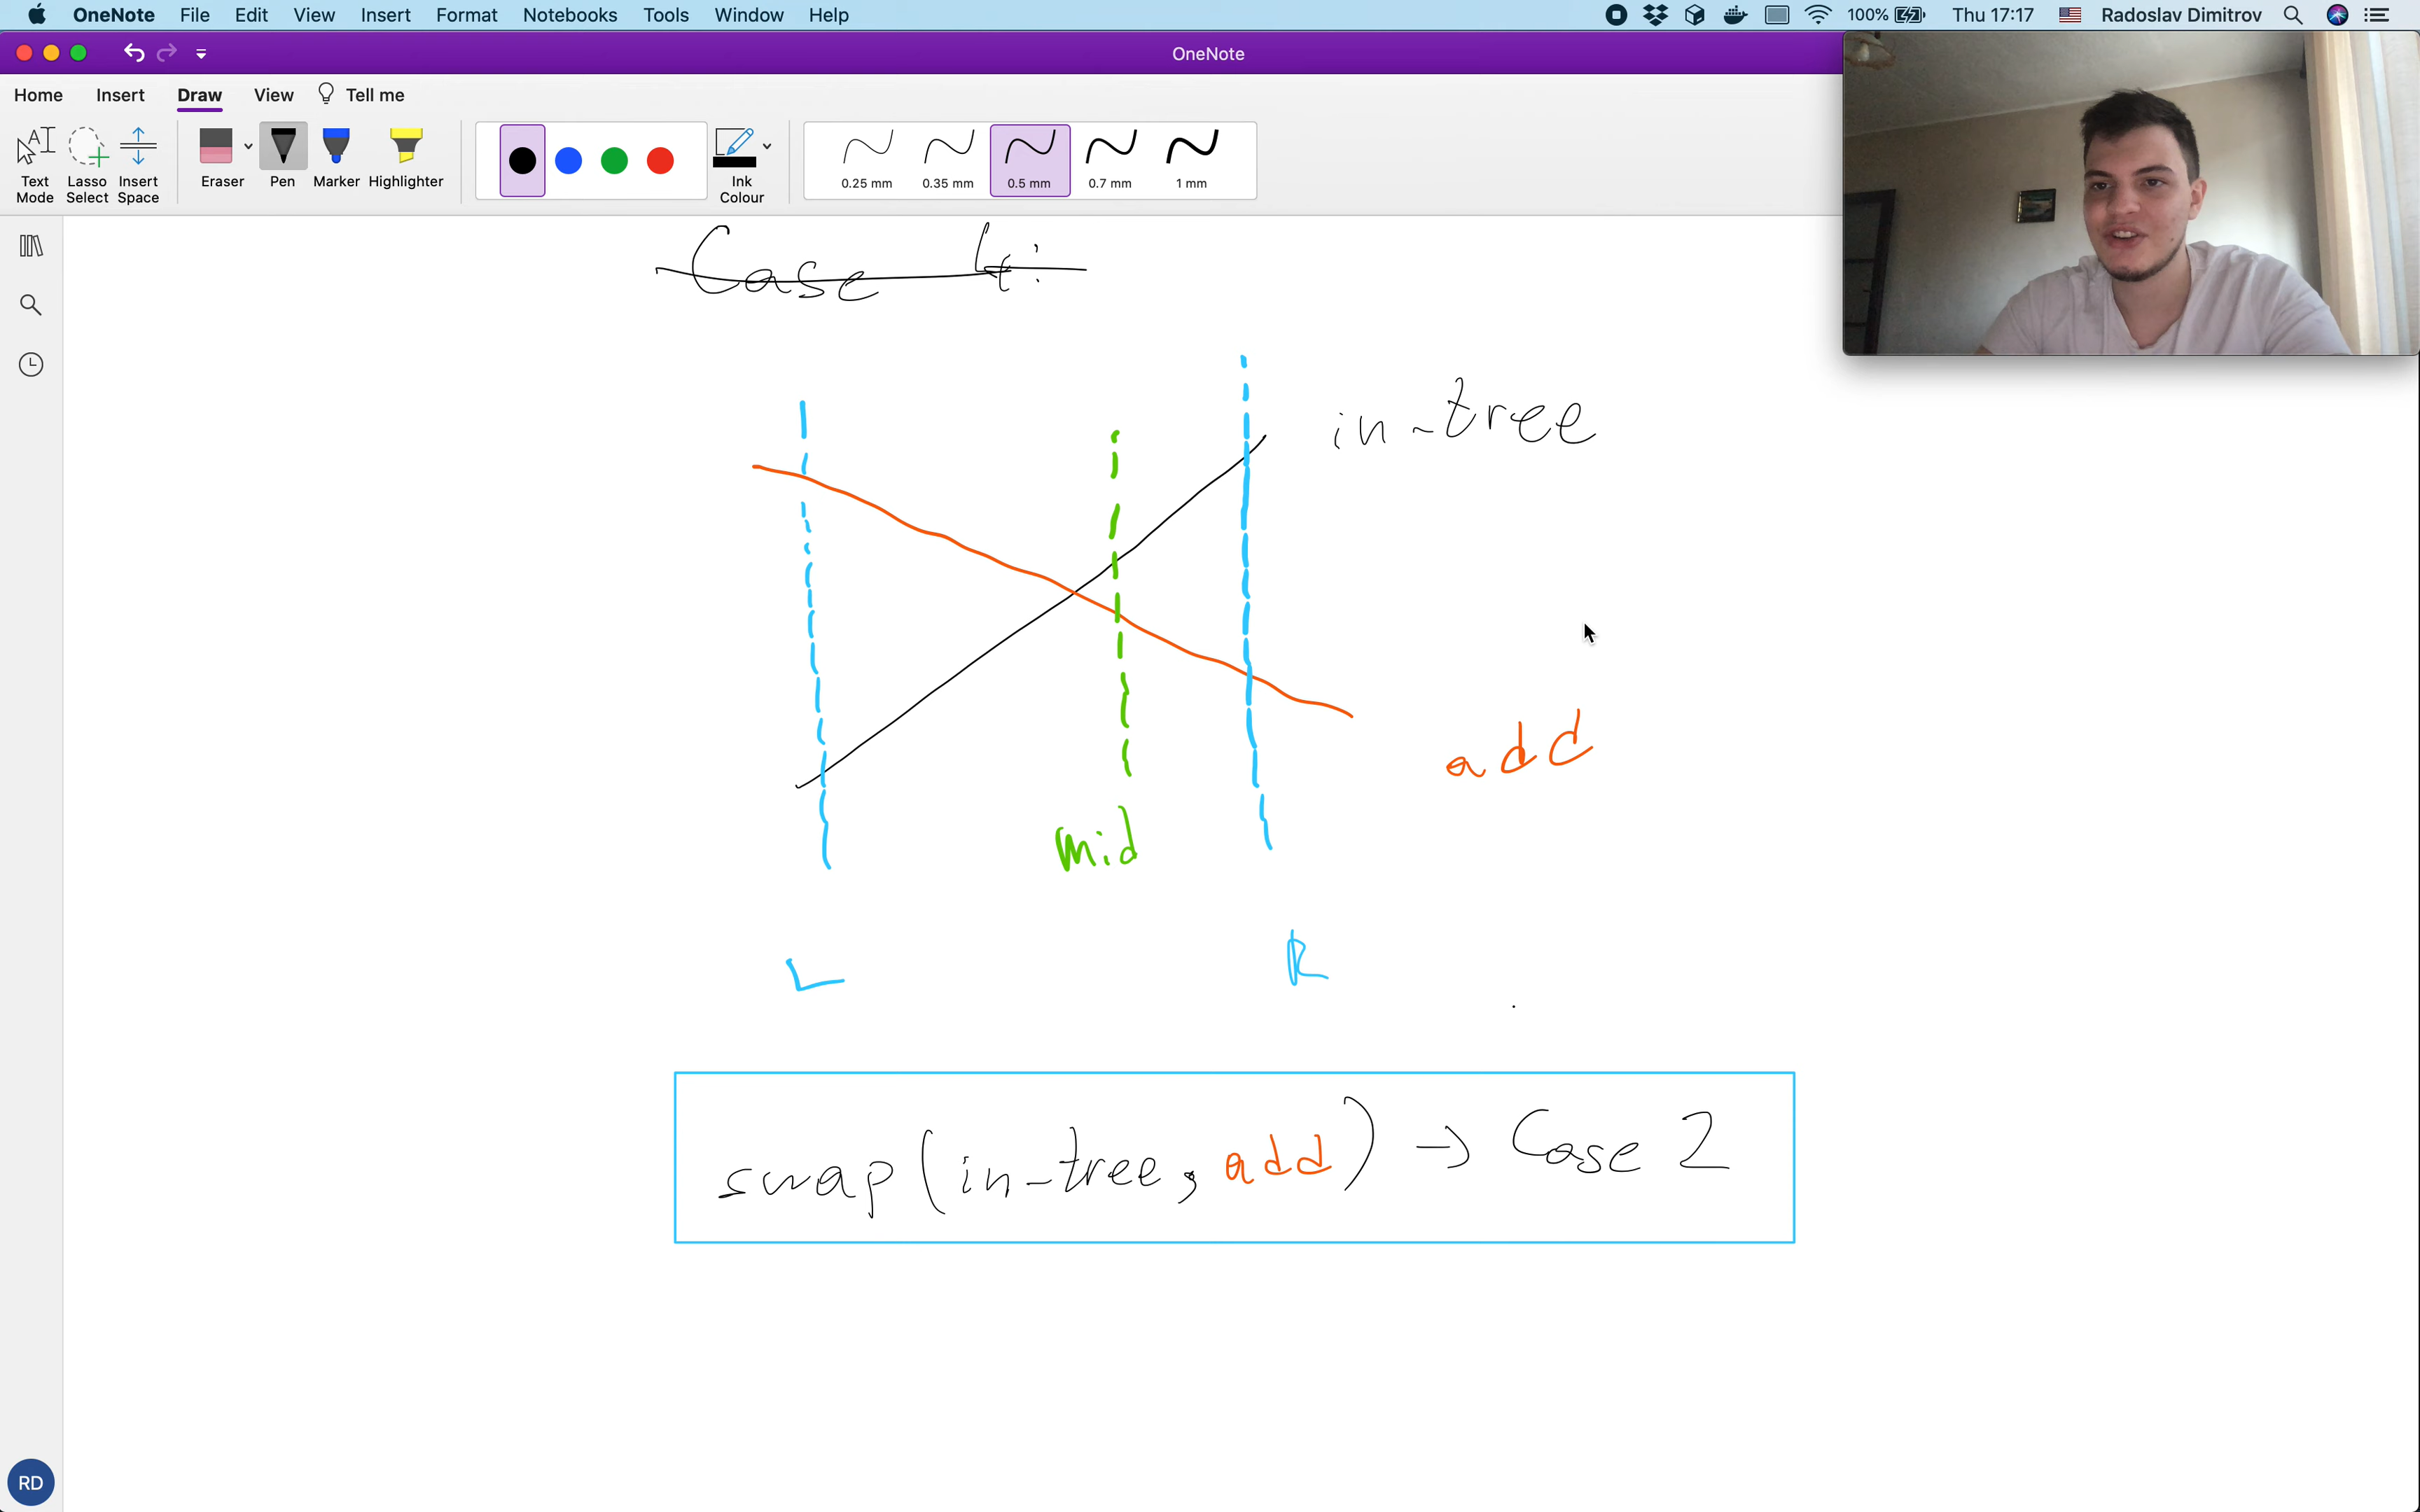 OneNote File Edit View Insert Format Notebooks Tools Window Help 100% Thu 17:17 Radoslav Dimitrov
OneNote
Home Insert Draw View Tell me
Text Mode
Lasso Select
Insert Space
Eraser
Pen
Marker
Highlighter
Ink Colour
0.25 mm
0.35 mm
0.5 mm
0.7 mm
1 mm
Case 4:
in-tree
add
mid
L
R
swap(in-tree, add) → Case 2
RD